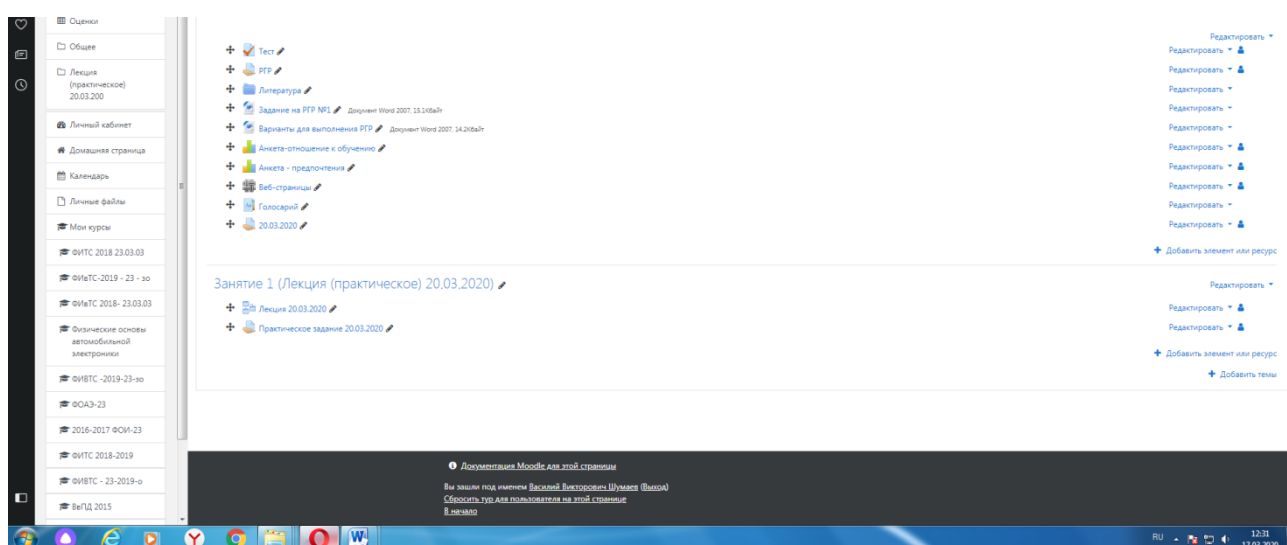 Оценки
Общее
Лекция
(практическое)
20.03.200
Личный кабинет
Домашняя страница
Календарь
Личные файлы
Мои курсы
ФИТС 2018 23.03.03
ФИвТС-2019 - 23 - зо
ФИвТС 2018- 23.03.03
Физические основы
автомобильной
электроники
ФИВТС -2019-23-зо
ФОАЭ-23
2016-2017 ФОИ-23
ФИТС 2018-2019
ФИВТС - 23-2019-о
ВвПД 2015
Редактировать
Тест Редактировать
РГР Редактировать
Литература Редактировать
Задание на РГР №1 Документ Word 2007, 15.1Кбайт Редактировать
Варианты для выполнения РГР Документ Word 2007, 14.2Кбайт Редактировать
Анкета-отношение к обучению Редактировать
Анкета - предпочтения Редактировать
Веб-страницы Редактировать
Голосарий Редактировать
20.03.2020 Редактировать
Добавить элемент или ресурс
Занятие 1 (Лекция (практическое) 20.03.2020) Редактировать
Лекция 20.03.2020 Редактировать
Практическое задание 20.03.2020 Редактировать
Добавить элемент или ресурс
Добавить темы
Документация Moodle для этой страницы
Вы зашли под именем Василий Викторович Шумаев (Выход)
Сбросить тур для пользователя на этой странице
В начало
RU 12:31
17.03.2020